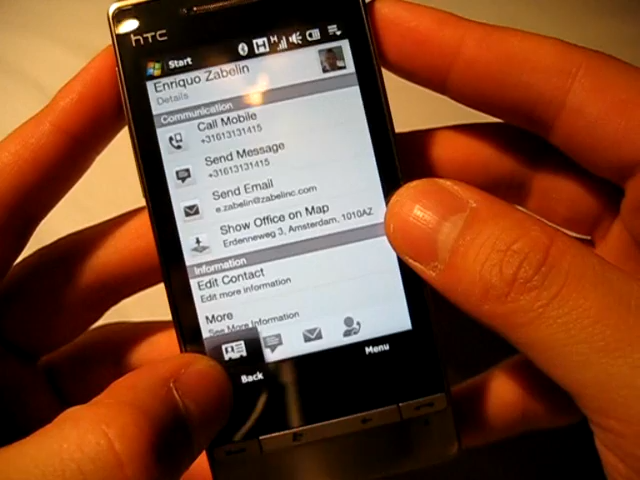 hTC
Start
H
Enriquo Zabelin
Details
Communication
Call Mobile
+31613131415
Send Message
+31613131415
Send Email
e.zabelin@zabelinc.com
Show Office on Map
Erdenneweg 3, Amsterdam, 1010AZ
Information
Edit Contact
Edit more information
More
See More Information
Back
Menu